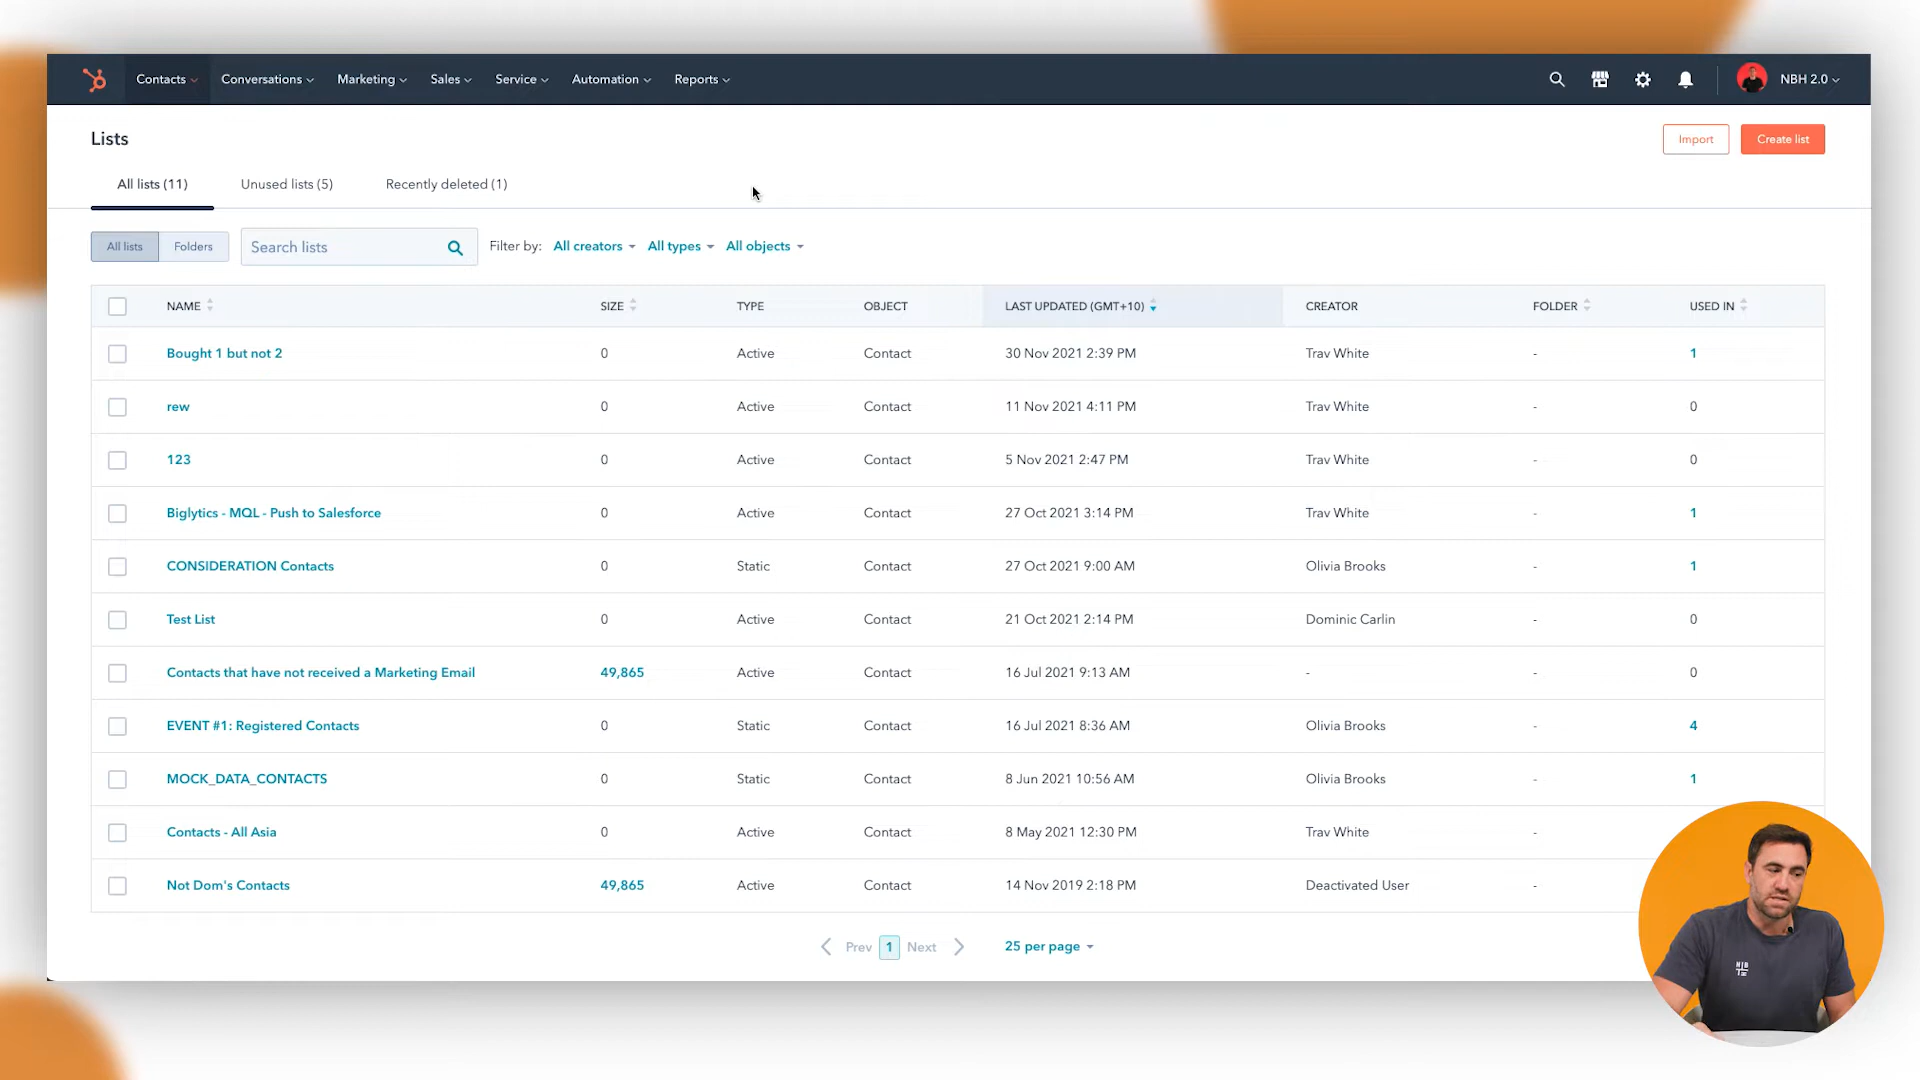 Contacts Conversations Marketing Sales Service Automation Reports NBH 2.0
Lists
Import Create list
All lists (11) Unused lists (5) Recently deleted (1)
All lists Folders Search lists Filter by: All creators All types All objects
NAME SIZE TYPE OBJECT LAST UPDATED (GMT+10) CREATOR FOLDER USED IN
Bought 1 but not 2 0 Active Contact 30 Nov 2021 2:39 PM Trav White - 1
rew 0 Active Contact 11 Nov 2021 4:11 PM Trav White - 0
123 0 Active Contact 5 Nov 2021 2:47 PM Trav White - 0
Biglytics - MQL - Push to Salesforce 0 Active Contact 27 Oct 2021 3:14 PM Trav White - 1
CONSIDERATION Contacts 0 Static Contact 27 Oct 2021 9:00 AM Olivia Brooks - 1
Test List 0 Active Contact 21 Oct 2021 2:14 PM Dominic Carlin - 0
Contacts that have not received a Marketing Email 49,865 Active Contact 16 Jul 2021 9:13 AM - - 0
EVENT #1: Registered Contacts 0 Static Contact 16 Jul 2021 8:36 AM Olivia Brooks - 4
MOCK_DATA_CONTACTS 0 Static Contact 8 Jun 2021 10:56 AM Olivia Brooks - 1
Contacts - All Asia 0 Active Contact 8 May 2021 12:30 PM Trav White -
Not Dom's Contacts 49,865 Active Contact 14 Nov 2019 2:18 PM Deactivated User -
Prev 1 Next 25 per page